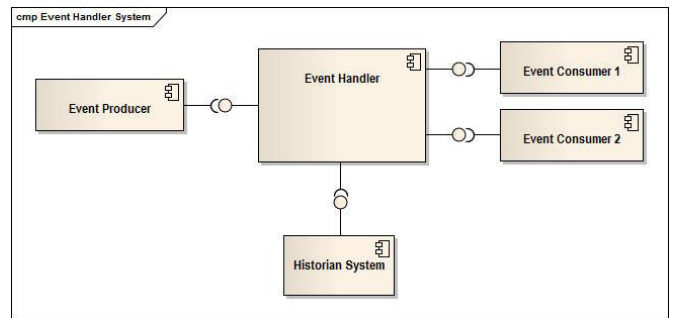 cmp Event Handler System
Event Handler
Event Consumer 1
Event Producer
Event Consumer 2
Historian System